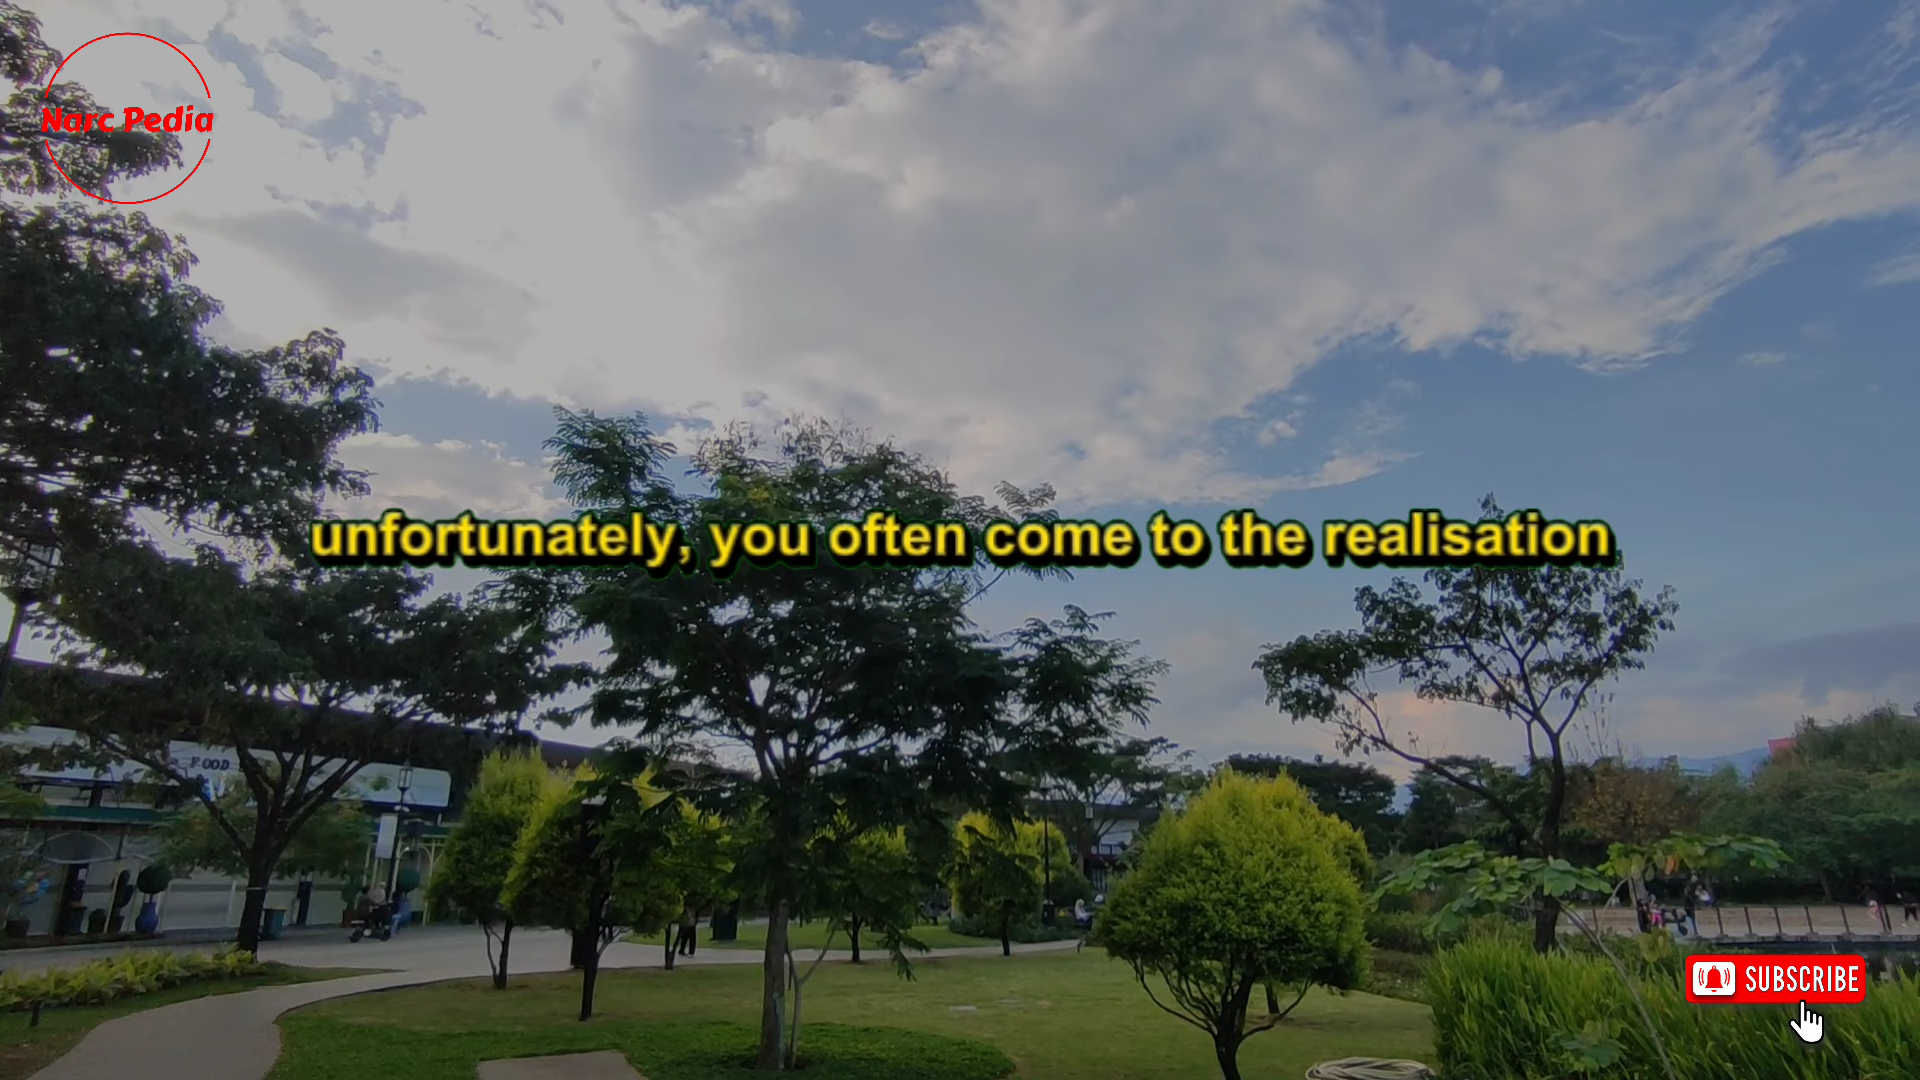 Narc Pedia
unfortunately, you often come to the realisation
FOOD
SUBSCRIBE